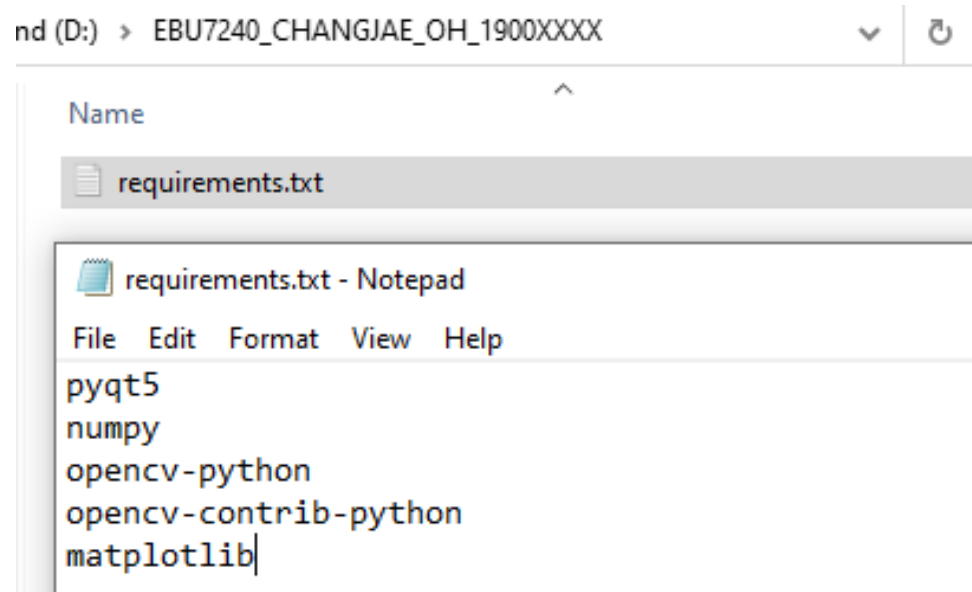 nd (D:) > EBU7240_CHANGJAE_OH_1900XXXX
Name
requirements.txt
requirements.txt - Notepad
File Edit Format View Help
pyqt5
numpy
opencv-python
opencv-contrib-python
matplotlib